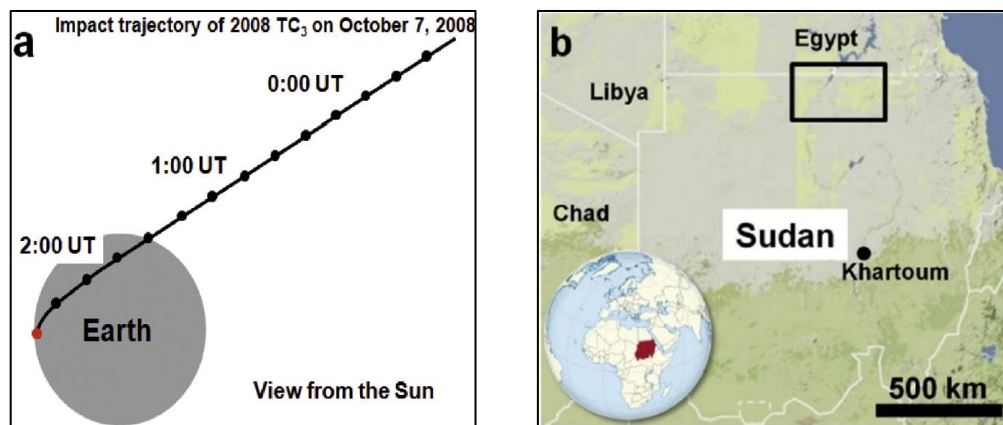 a
Impact trajectory of 2008 TC₃ on October 7, 2008
0:00 UT
1:00 UT
2:00 UT
Earth
View from the Sun
b
Egypt
Libya
Chad
Sudan
Khartoum
500 km